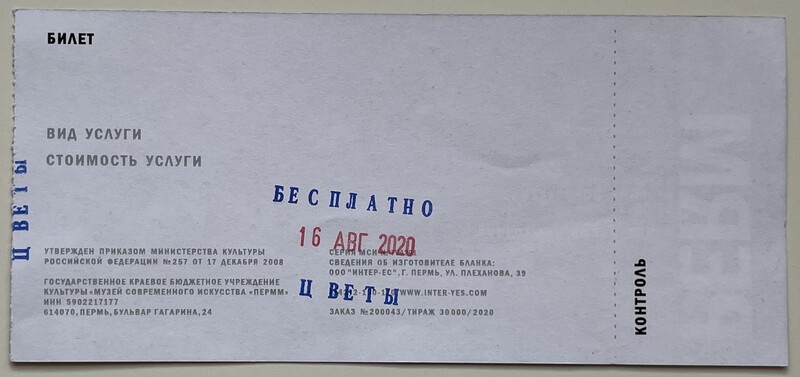 БИЛЕТ
ВИД УСЛУГИ
СТОИМОСТЬ УСЛУГИ
ЦВЕТЫ
БЕСПЛАТНО
16 АВГ 2020
УТВЕРЖДЕН ПРИКАЗОМ МИНИСТЕРСТВА КУЛЬТУРЫ
РОССИЙСКОЙ ФЕДЕРАЦИИ №257 ОТ 17 ДЕКАБРЯ 2008
ГОСУДАРСТВЕННОЕ КРАЕВОЕ БЮДЖЕТНОЕ УЧРЕЖДЕНИЕ
КУЛЬТУРЫ «МУЗЕЙ СОВРЕМЕННОГО ИСКУССТВА «ПЕРММ»
ИНН 5902217177
614070, ПЕРМЬ, БУЛЬВАР ГАГАРИНА, 24
СЕРИЯ МСИ
СВЕДЕНИЯ ОБ ИЗГОТОВИТЕЛЕ БЛАНКА:
ООО "ИНТЕР-ЕС", Г. ПЕРМЬ, УЛ. ПЛЕХАНОВА, 39
WWW.INTER-YES.COM
ЦВЕТЫ
ЗАКАЗ №200043/ТИРАЖ 30000/2020
КОНТРОЛЬ